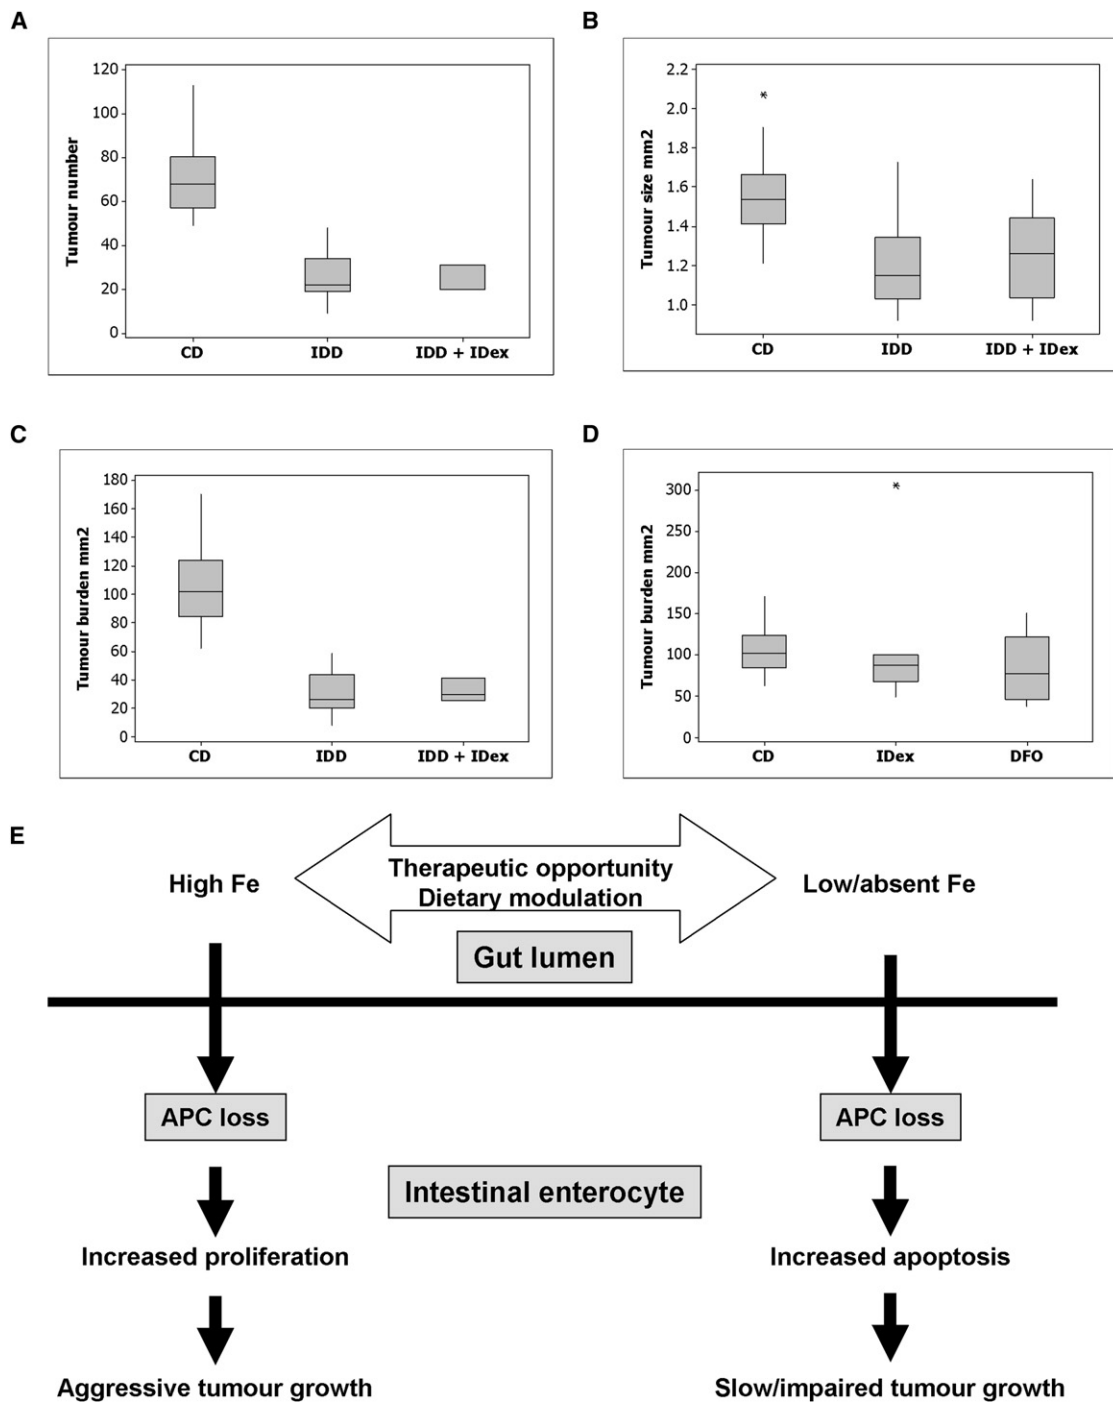 A
Tumour number
120
100
80
60
40
20
0
CD IDD IDD + IDex
B
Tumour size mm2
2.2
2.0
1.8
1.6
1.4
1.2
1.0
*
CD IDD IDD + IDex
C
Tumour burden mm2
180
160
140
120
100
80
60
40
20
0
CD IDD IDD + IDex
D
Tumour burden mm2
300
250
200
150
100
50
0
*
CD IDex DFO
E
High Fe
Therapeutic opportunity
Dietary modulation
Low/absent Fe
Gut lumen
APC loss
APC loss
Intestinal enterocyte
Increased proliferation
Increased apoptosis
Aggressive tumour growth
Slow/impaired tumour growth